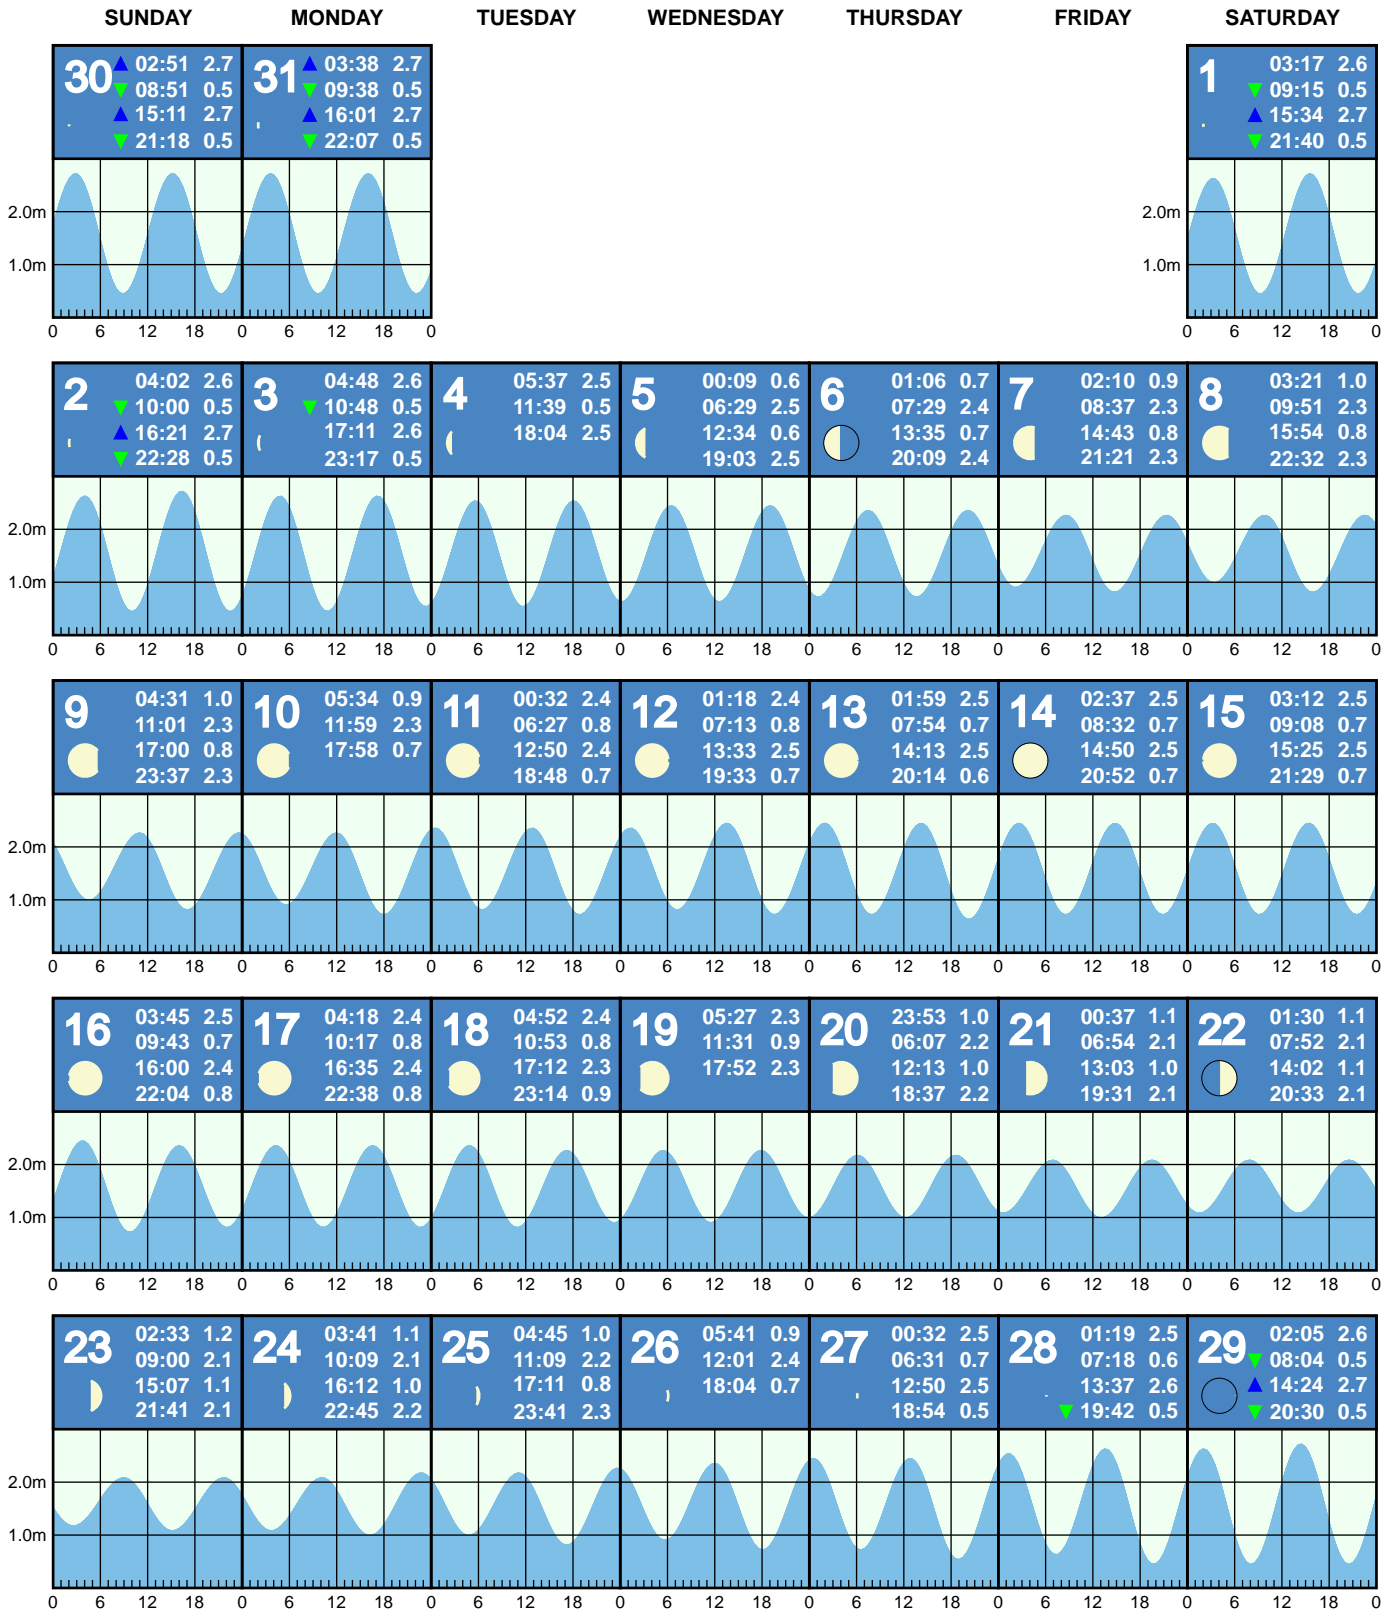 SUNDAY MONDAY TUESDAY WEDNESDAY THURSDAY FRIDAY SATURDAY
30 02:51 2.7
08:51 0.5
15:11 2.7
21:18 0.5
31 03:38 2.7
09:38 0.5
16:01 2.7
22:07 0.5
1 03:17 2.6
09:15 0.5
15:34 2.7
21:40 0.5
2.0m 2.0m
1.0m 1.0m
0 6 12 18 0 6 12 18 0 0 6 12 18 0
2 04:02 2.6
10:00 0.5
16:21 2.7
22:28 0.5
3 04:48 2.6
10:48 0.5
17:11 2.6
23:17 0.5
4 05:37 2.5
11:39 0.5
18:04 2.5
5 00:09 0.6
06:29 2.5
12:34 0.6
19:03 2.5
6 01:06 0.7
07:29 2.4
13:35 0.7
20:09 2.4
7 02:10 0.9
08:37 2.3
14:43 0.8
21:21 2.3
8 03:21 1.0
09:51 2.3
15:54 0.8
22:32 2.3
2.0m
1.0m
0 6 12 18 0 6 12 18 0 6 12 18 0 6 12 18 0 6 12 18 0 6 12 18 0 6 12 18 0
9 04:31 1.0
11:01 2.3
17:00 0.8
23:37 2.3
10 05:34 0.9
11:59 2.3
17:58 0.7
11 00:32 2.4
06:27 0.8
12:50 2.4
18:48 0.7
12 01:18 2.4
07:13 0.8
13:33 2.5
19:33 0.7
13 01:59 2.5
07:54 0.7
14:13 2.5
20:14 0.6
14 02:37 2.5
08:32 0.7
14:50 2.5
20:52 0.7
15 03:12 2.5
09:08 0.7
15:25 2.5
21:29 0.7
2.0m
1.0m
0 6 12 18 0 6 12 18 0 6 12 18 0 6 12 18 0 6 12 18 0 6 12 18 0 6 12 18 0
16 03:45 2.5
09:43 0.7
16:00 2.4
22:04 0.8
17 04:18 2.4
10:17 0.8
16:35 2.4
22:38 0.8
18 04:52 2.4
10:53 0.8
17:12 2.3
23:14 0.9
19 05:27 2.3
11:31 0.9
17:52 2.3
20 23:53 1.0
06:07 2.2
12:13 1.0
18:37 2.2
21 00:37 1.1
06:54 2.1
13:03 1.0
19:31 2.1
22 01:30 1.1
07:52 2.1
14:02 1.1
20:33 2.1
2.0m
1.0m
0 6 12 18 0 6 12 18 0 6 12 18 0 6 12 18 0 6 12 18 0 6 12 18 0 6 12 18 0
23 02:33 1.2
09:00 2.1
15:07 1.1
21:41 2.1
24 03:41 1.1
10:09 2.1
16:12 1.0
22:45 2.2
25 04:45 1.0
11:09 2.2
17:11 0.8
23:41 2.3
26 05:41 0.9
12:01 2.4
18:04 0.7
27 00:32 2.5
06:31 0.7
12:50 2.5
18:54 0.5
28 01:19 2.5
07:18 0.6
13:37 2.6
19:42 0.5
29 02:05 2.6
08:04 0.5
14:24 2.7
20:30 0.5
2.0m
1.0m
0 6 12 18 0 6 12 18 0 6 12 18 0 6 12 18 0 6 12 18 0 6 12 18 0 6 12 18 0